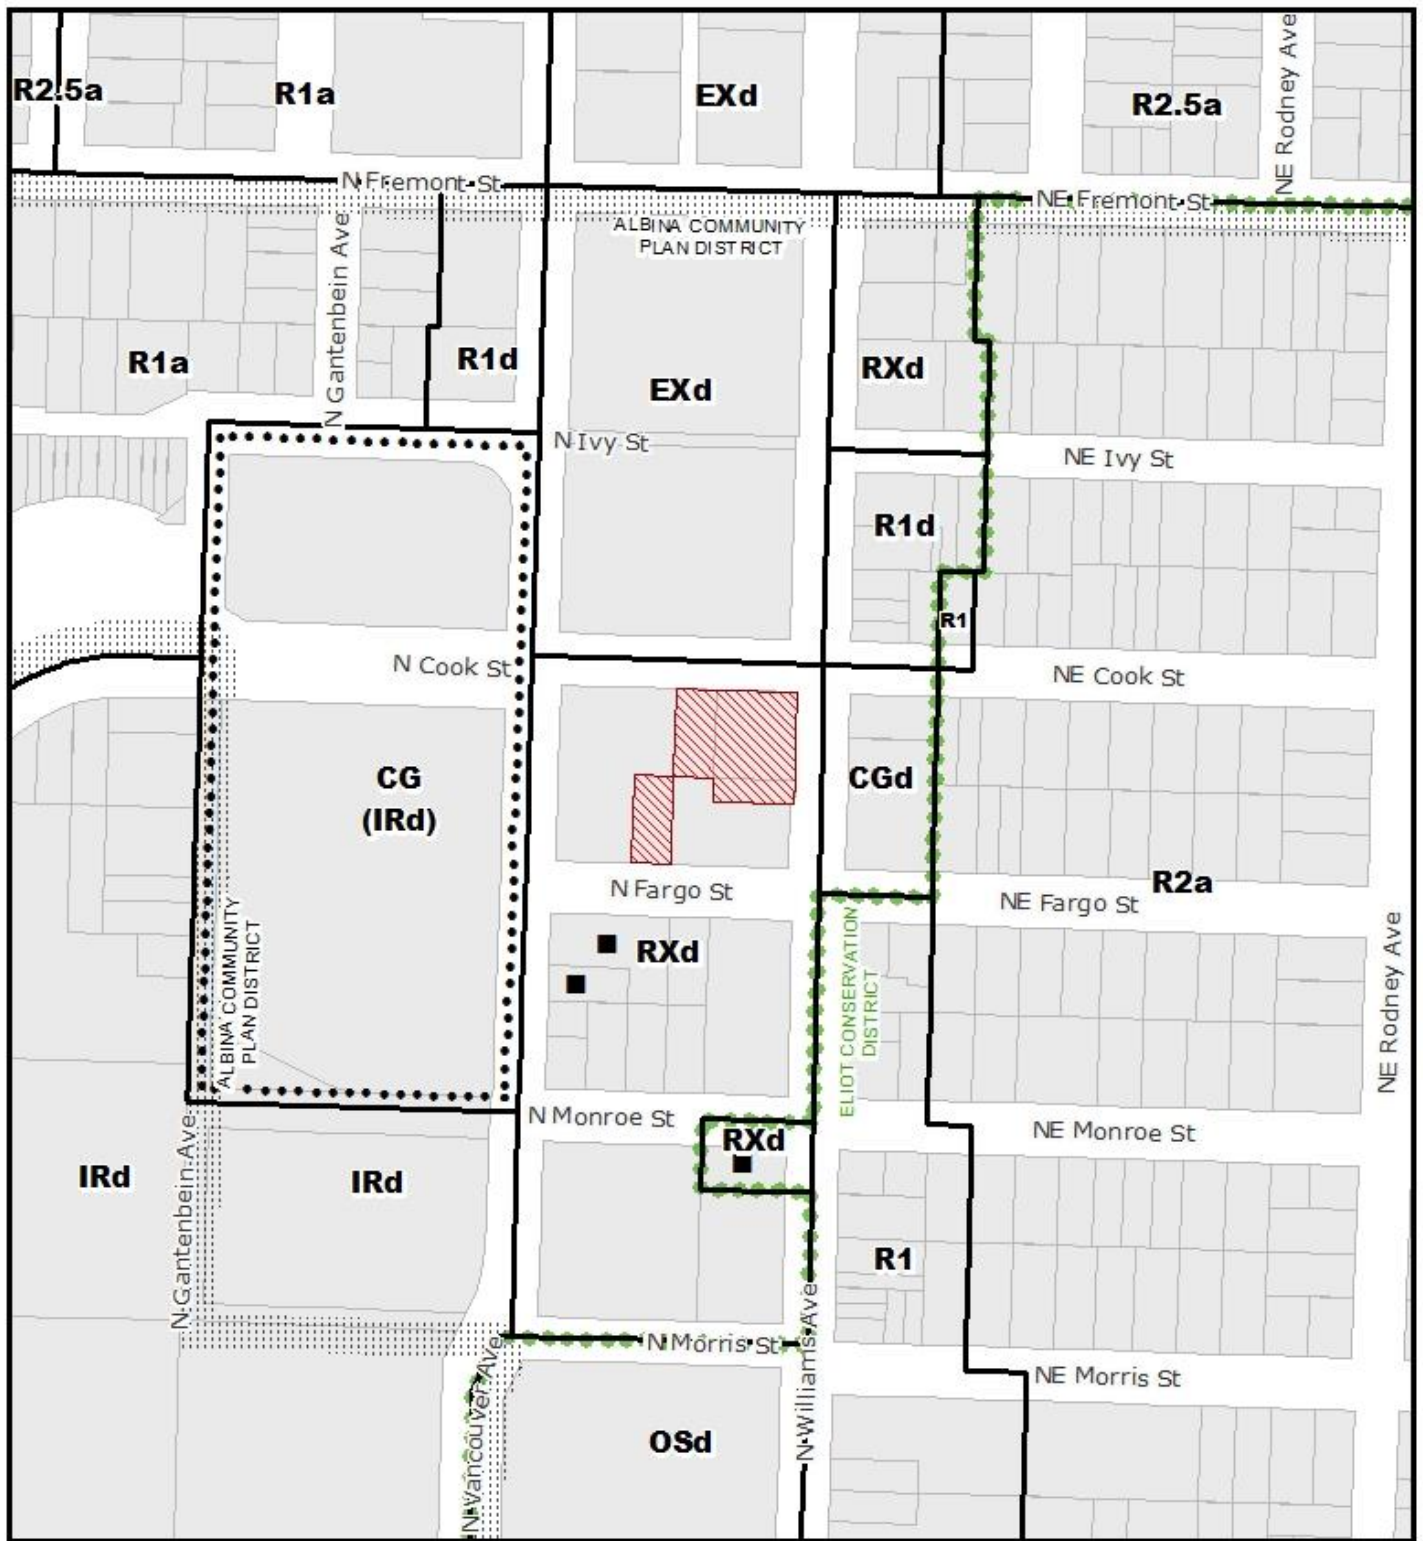 R2.5a
R1a
EXd
R2.5a
NE Rodney Ave
N Fremont St
NE Fremont St
ALBINA COMMUNITY
PLAN DISTRICT
N Gantenbein Ave
R1a
R1d
EXd
RXd
N Ivy St
NE Ivy St
R1d
R1
N Cook St
NE Cook St
CG
(IRd)
CGd
N Fargo St
R2a
NE Fargo St
ALBINA COMMUNITY
PLAN DISTRICT
RXd
ELIOT CONSERVATION
DISTRICT
NE Rodney Ave
N Monroe St
RXd
NE Monroe St
IRd
IRd
N Gantenbein Ave
R1
N Morris St
NE Morris St
N Vancouver Ave
N Williams Ave
OSd